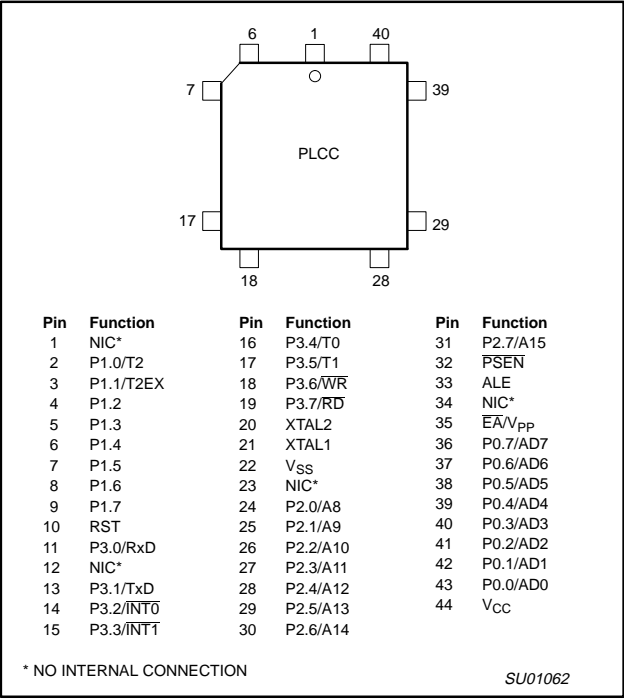 6 1 40
7 39
PLCC
17 29
18 28
Pin Function Pin Function Pin Function
1 NIC* 16 P3.4/T0 31 P2.7/A15
2 P1.0/T2 17 P3.5/T1 32 PSEN
3 P1.1/T2EX 18 P3.6/WR 33 ALE
4 P1.2 19 P3.7/RD 34 NIC*
5 P1.3 20 XTAL2 35 EA/VPP
6 P1.4 21 XTAL1 36 P0.7/AD7
7 P1.5 22 VSS 37 P0.6/AD6
8 P1.6 23 NIC* 38 P0.5/AD5
9 P1.7 24 P2.0/A8 39 P0.4/AD4
10 RST 25 P2.1/A9 40 P0.3/AD3
11 P3.0/RxD 26 P2.2/A10 41 P0.2/AD2
12 NIC* 27 P2.3/A11 42 P0.1/AD1
13 P3.1/TxD 28 P2.4/A12 43 P0.0/AD0
14 P3.2/INT0 29 P2.5/A13 44 VCC
15 P3.3/INT1 30 P2.6/A14
* NO INTERNAL CONNECTION
SU01062